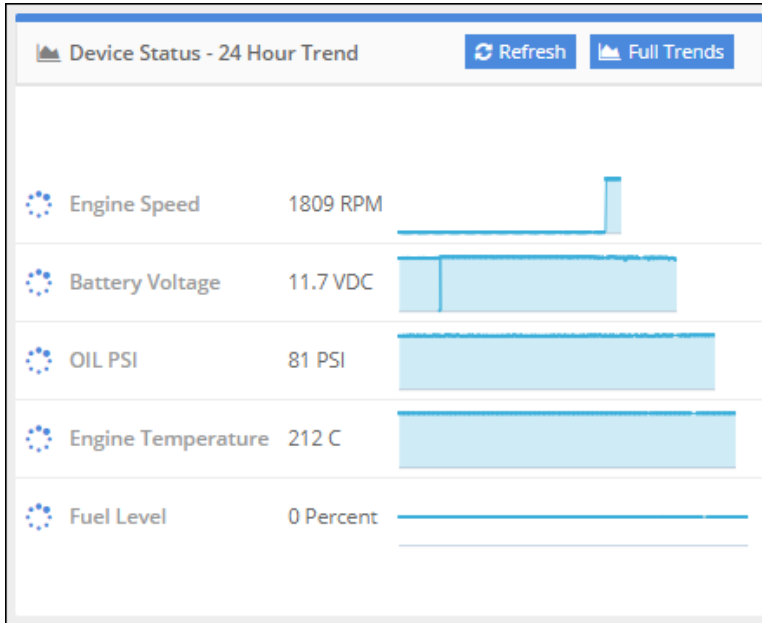 Device Status - 24 Hour Trend Refresh Full Trends
Engine Speed 1809 RPM
Battery Voltage 11.7 VDC
OIL PSI 81 PSI
Engine Temperature 212 C
Fuel Level 0 Percent